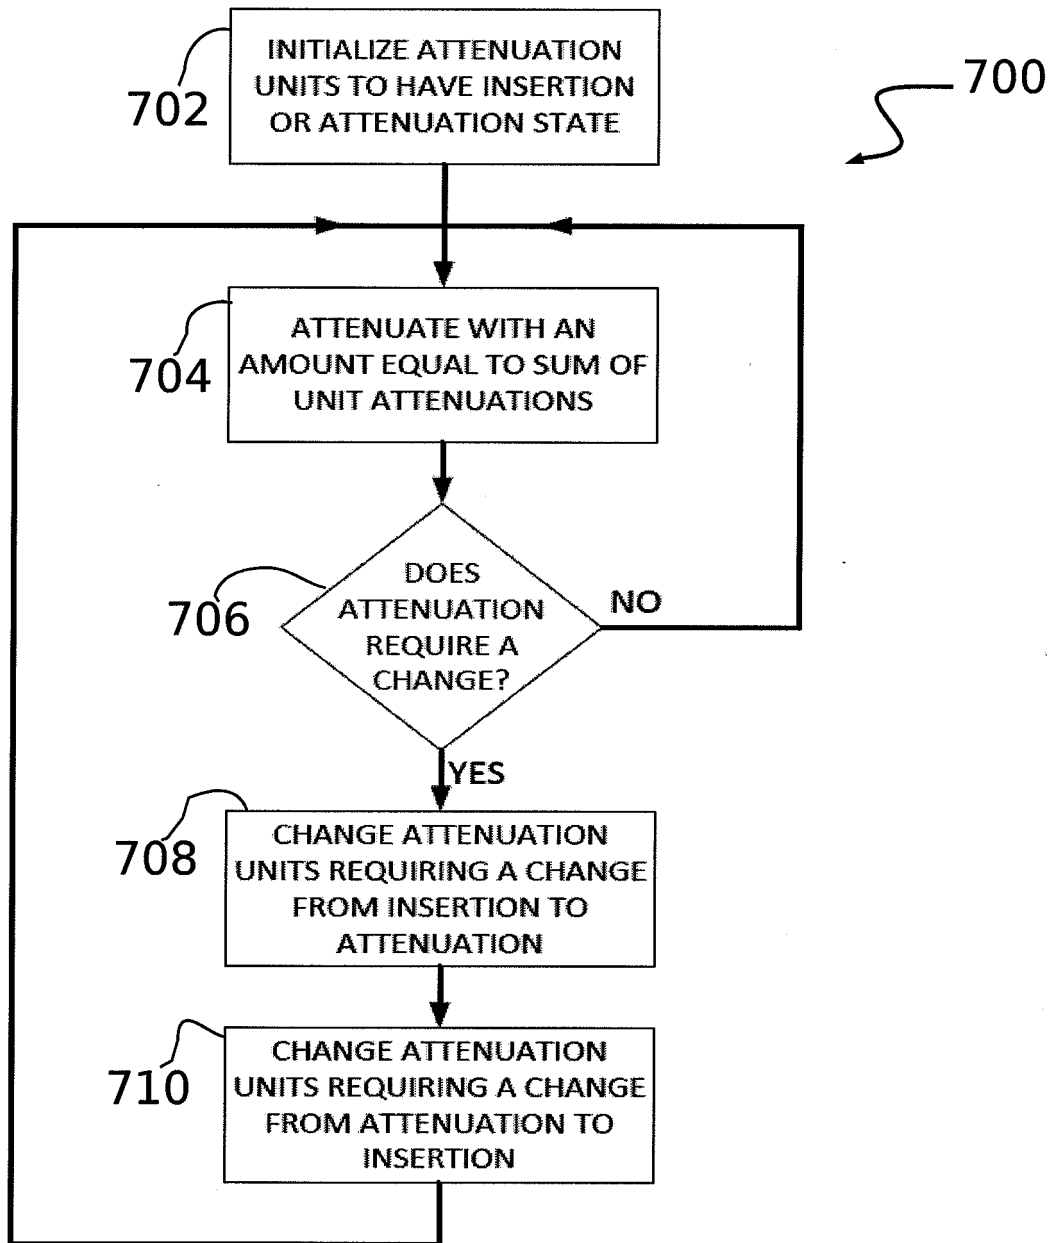 INITIALIZE ATTENUATION
UNITS TO HAVE INSERTION
OR ATTENUATION STATE
702
700
ATTENUATE WITH AN
AMOUNT EQUAL TO SUM OF
UNIT ATTENUATIONS
704
DOES
ATTENUATION
REQUIRE A
CHANGE?
706
NO
YES
CHANGE ATTENUATION
UNITS REQUIRING A CHANGE
FROM INSERTION TO
ATTENUATION
708
CHANGE ATTENUATION
UNITS REQUIRING A CHANGE
FROM ATTENUATION TO
INSERTION
710